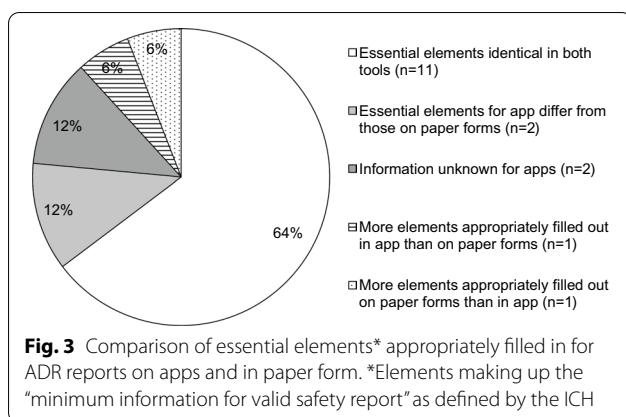 6%
6%
12%
12%
64%
Essential elements identical in both
tools (n=11)
Essential elements for app differ from
those on paper forms (n=2)
Information unknown for apps (n=2)
More elements appropriately filled out
in app than on paper forms (n=1)
More elements appropriately filled out
on paper forms than in app (n=1)
Fig. 3 Comparison of essential elements* appropriately filled in for
ADR reports on apps and in paper form. *Elements making up the
“minimum information for valid safety report” as defined by the ICH